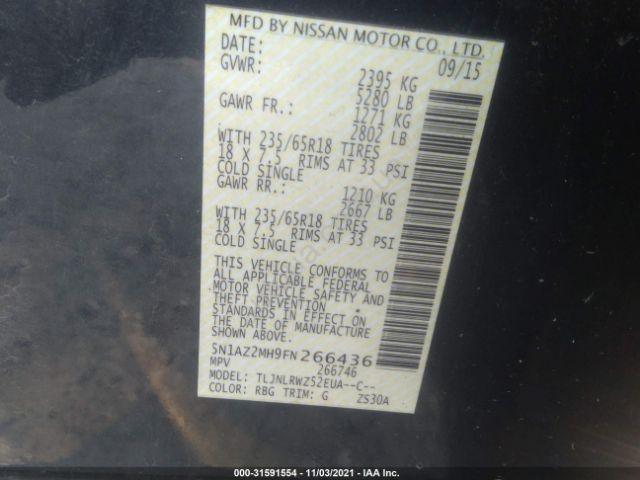 MFD BY NISSAN MOTOR CO., LTD.
DATE: 09/15
GVWR: 2395 KG
5280 LB
GAWR FR.: 1271 KG
2802 LB
WITH 235/65R18 TIRES
18 X 7.5 RIMS AT 33 PSI
COLD SINGLE
GAWR RR.: 1210 KG
2667 LB
WITH 235/65R18 TIRES
18 X 7.5 RIMS AT 33 PSI
COLD SINGLE
THIS VEHICLE CONFORMS TO
ALL APPLICABLE FEDERAL
MOTOR VEHICLE SAFETY AND
THEFT PREVENTION
STANDARDS IN EFFECT ON
THE DATE OF MANUFACTURE
SHOWN ABOVE.
5N1AZ2MH9FN266436
MPV 266746
MODEL: TLJNLRWZ52EUA--C--
COLOR: RBG TRIM: G ZS30A
000-31591554 - 11/03/2021 - IAA Inc.